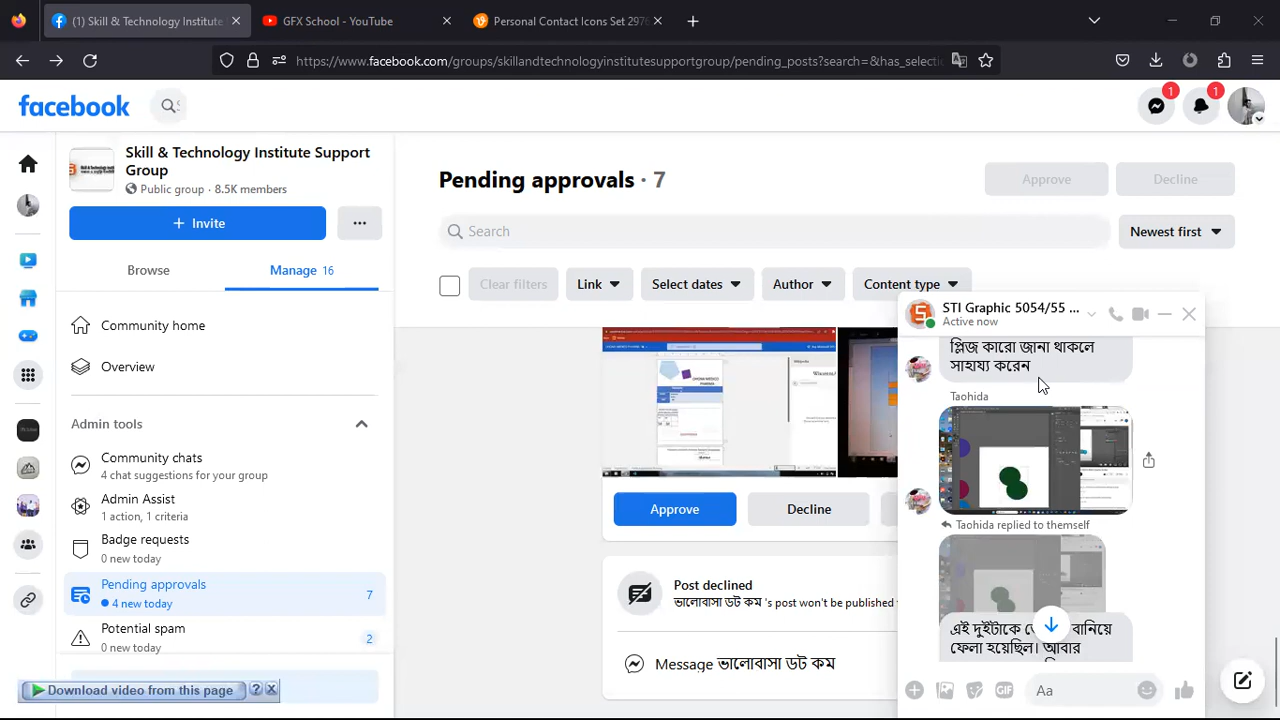 (1) Skill & Technology Institute
GFX School - YouTube
Personal Contact Icons Set 2976
https://www.facebook.com/groups/skillandtechnologyinstitutesupportgroup/pending_posts?search=&has_selecti
facebook
1
1
Skill & Technology Institute Support
Group
Public group · 8.5K members
+ Invite
...
Browse
Manage 16
Community home
Overview
Admin tools
Community chats
4 chat suggestions for your group
Admin Assist
1 action, 1 criteria
Badge requests
0 new today
Pending approvals
4 new today
7
Potential spam
0 new today
2
Download video from this page
?
Pending approvals · 7
Approve
Decline
Search
Newest first
Clear filters
Link
Select dates
Author
Content type
Approve
Decline
Post declined
ভালোবাসা ডট কম 's post won't be published
Message ভালোবাসা ডট কম
STI Graphic 5054/55 ...
Active now
প্লিজ কারো জানা থাকলে
সাহায্য করেন
Taohida
Taohida replied to themself
এই দুইটাকে বানিয়ে
ফেলা হয়েছিল। আবার
GIF
Aa